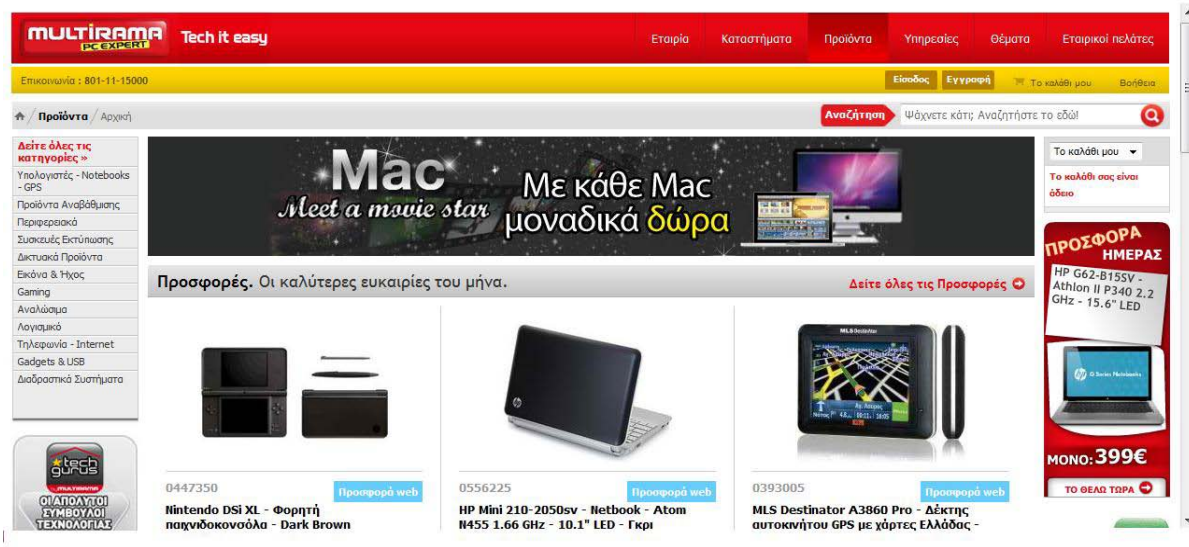 MULTIRAMA
PC EXPERT
Tech it easy
Εταιρία Καταστήματα Προϊόντα Υπηρεσίες Θέματα Εταιρικοί πελάτες
Επικοινωνία : 801-11-15000
Είσοδος Εγγραφή Το καλάθι μου Βοήθεια
Προϊόντα / Αρχική
Αναζήτηση Ψάχνετε κάτι; Αναζητήστε το εδώ!
Δείτε όλες τις
κατηγορίες »
Υπολογιστές - Notebooks
- GPS
Προϊόντα Αναβάθμισης
Περιφερειακά
Συσκευές Εκτύπωσης
Δικτυακά Προϊόντα
Εικόνα & Ήχος
Gaming
Αναλώσιμα
Λογισμικό
Τηλεφωνία - Internet
Gadgets & USB
Διαδραστικά Συστήματα
tech
gurus
MULTIRAMA
ΟΙ ΑΠΟΛΥΤΟΙ
ΣΥΜΒΟΥΛΟΙ
ΤΕΧΝΟΛΟΓΙΑΣ
Mac
Meet a movie star
Με κάθε Mac
μοναδικά δώρα
Προσφορές. Οι καλύτερες ευκαιρίες του μήνα.
Δείτε όλες τις Προσφορές
MLS Destinator
0447350
Προσφορά web
Nintendo DSi XL - Φορητή
παιχνιδοκονσόλα - Dark Brown
0556225
Προσφορά web
HP Mini 210-2050sv - Netbook - Atom
N455 1.66 GHz - 10.1" LED - Γκρι
0393005
Προσφορά web
MLS Destinator A3860 Pro - Δέκτης
αυτοκινήτου GPS με χάρτες Ελλάδας -
Το καλάθι μου
Το καλάθι σας είναι
άδειο
ΠΡΟΣΦΟΡΑ
ΗΜΕΡΑΣ
HP G62-B15SV -
Athlon II P340 2.2
GHz - 15.6" LED
ΜΟΝΟ: 399€
ΤΟ ΘΕΛΩ ΤΩΡΑ